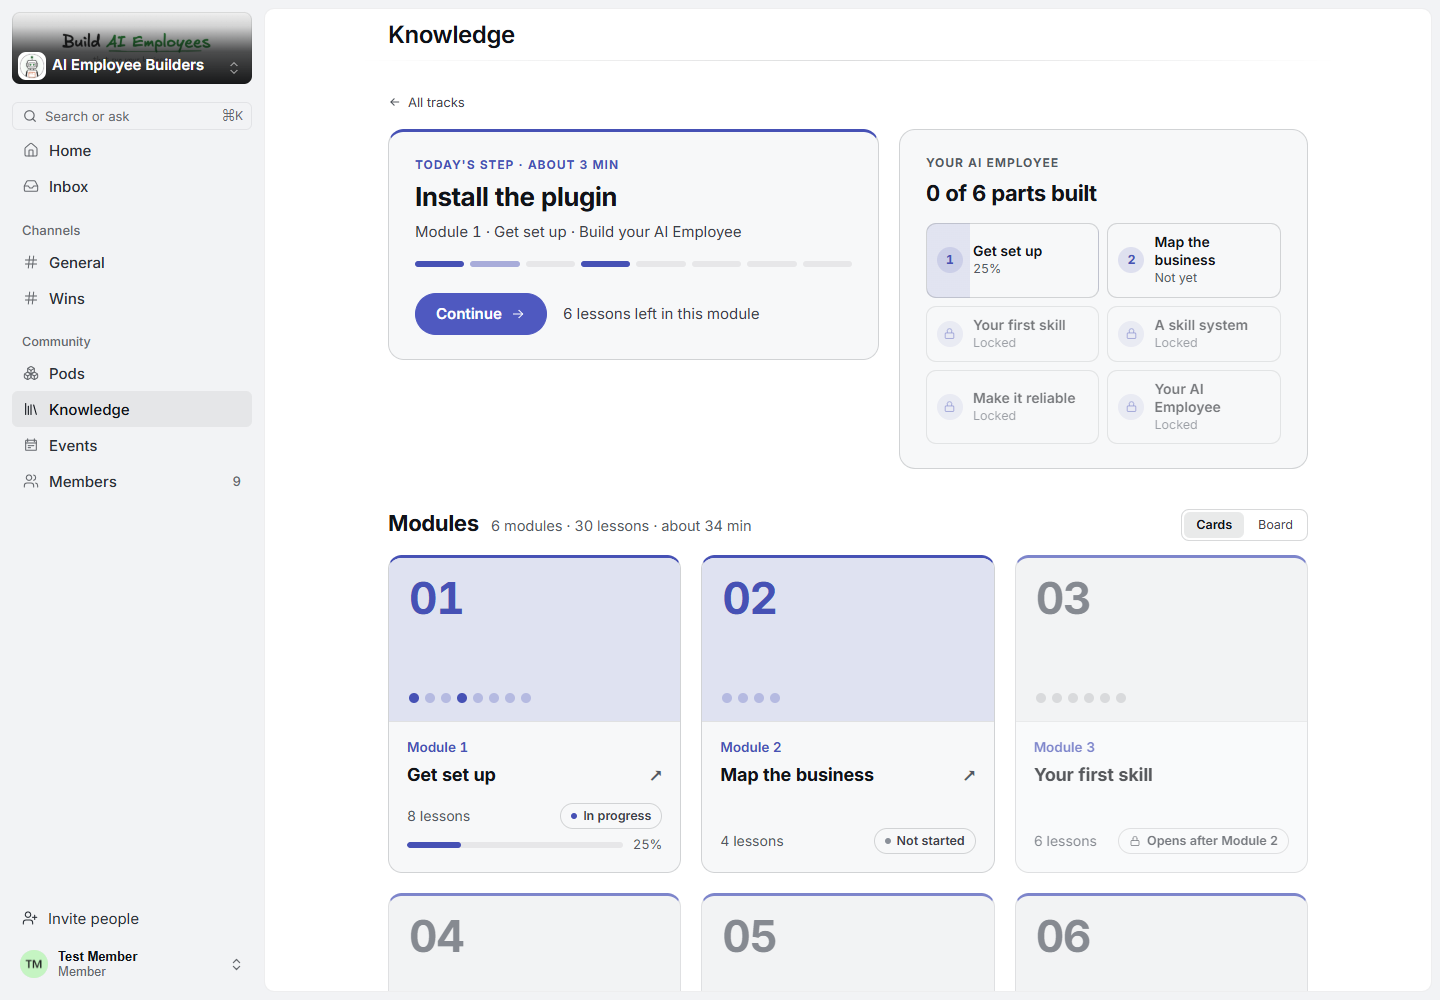 Build AI Employees
AI Employee Builders
Search or ask
⌘K
Home
Inbox
Channels
General
Wins
Community
Pods
Knowledge
Events
Members
9
Invite people
TM
Test Member
Member
Knowledge
← All tracks
TODAY'S STEP · ABOUT 3 MIN
Install the plugin
Module 1 · Get set up · Build your AI Employee
Continue →
6 lessons left in this module
YOUR AI EMPLOYEE
0 of 6 parts built
1
Get set up
25%
2
Map the
business
Not yet
Your first skill
Locked
A skill system
Locked
Make it reliable
Locked
Your AI
Employee
Locked
Modules
6 modules · 30 lessons · about 34 min
Cards
Board
01
Module 1
Get set up ↗
8 lessons
In progress
25%
02
Module 2
Map the business ↗
4 lessons
Not started
03
Module 3
Your first skill
6 lessons
Opens after Module 2
04
05
06